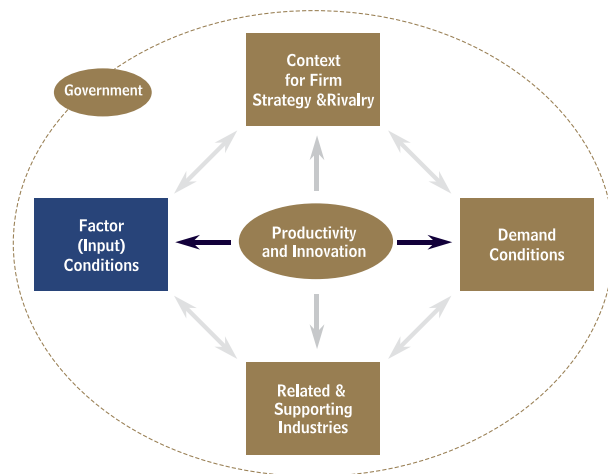 Context
for Firm
Strategy &Rivalry
Government
Factor
(Input)
Conditions
Productivity
and Innovation
Demand
Conditions
Related &
Supporting
Industries